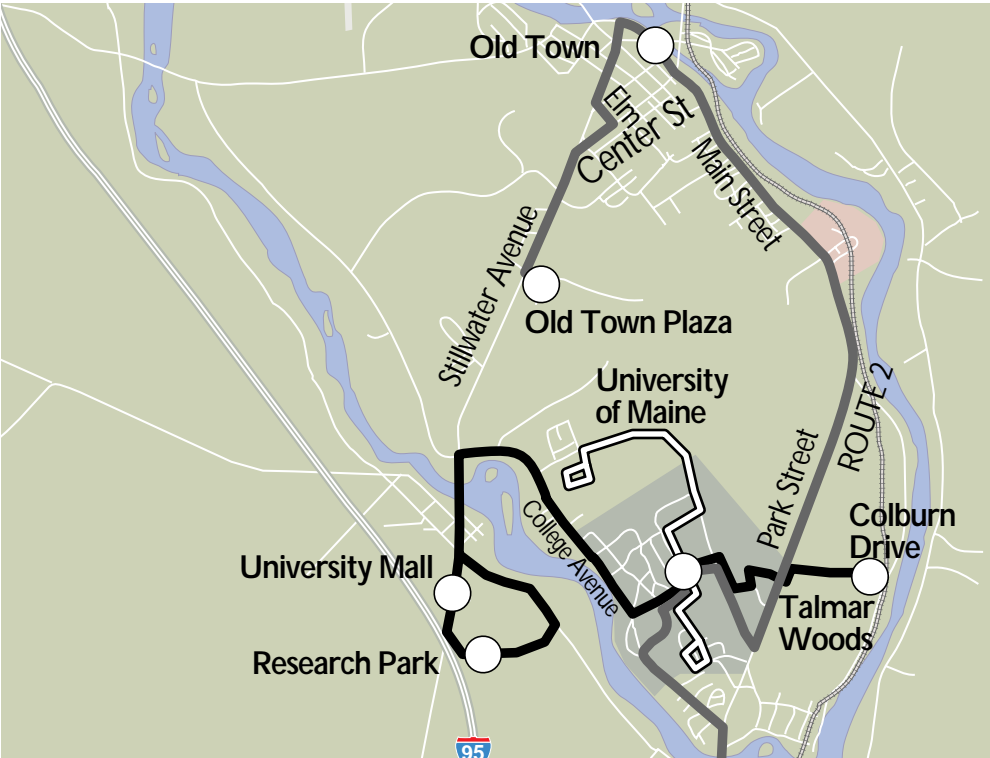 Old Town
Elm
Center St
Main Street
Stillwater Avenue
Old Town Plaza
University
of Maine
ROUTE 2
Park Street
College Avenue
Colburn
Drive
University Mall
Talmar
Woods
Research Park
95